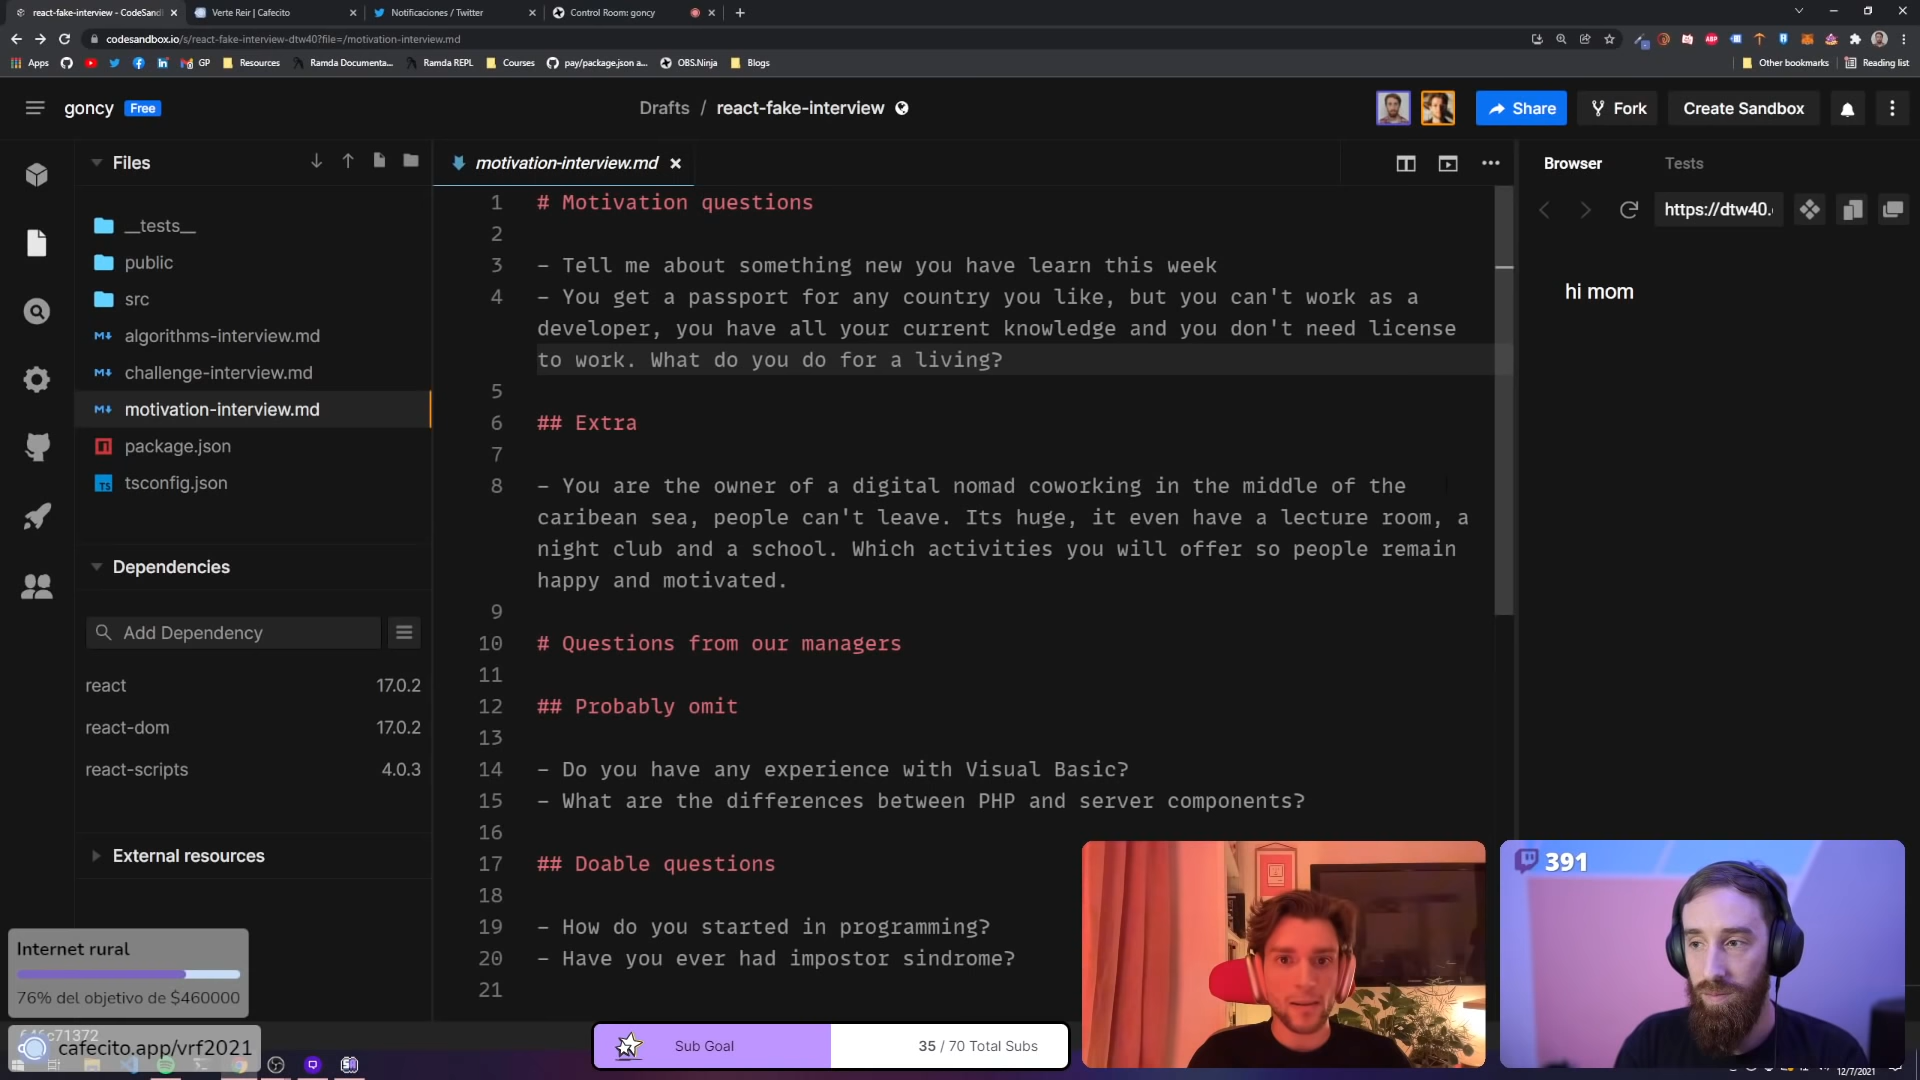 react-fake-interview - CodeSand
Verte Reir | Cafecito
Notificaciones / Twitter
Control Room: goncy
codesandbox.io/s/react-fake-interview-dtw40?file=/motivation-interview.md
Apps
GP
Resources
Ramda Documenta...
Ramda REPL
Courses
pay/package.json a...
OBS.Ninja
Blogs
Other bookmarks
Reading list
goncy Free
Drafts / react-fake-interview
Share
Fork
Create Sandbox
Files
__tests__
public
src
algorithms-interview.md
challenge-interview.md
motivation-interview.md
package.json
tsconfig.json
Dependencies
Add Dependency
react 17.0.2
react-dom 17.0.2
react-scripts 4.0.3
External resources
motivation-interview.md
1 # Motivation questions
2
3 - Tell me about something new you have learn this week
4 - You get a passport for any country you like, but you can't work as a
developer, you have all your current knowledge and you don't need license
to work. What do you do for a living?
5
6 ## Extra
7
8 - You are the owner of a digital nomad coworking in the middle of the
caribean sea, people can't leave. Its huge, it even have a lecture room, a
night club and a school. Which activities you will offer so people remain
happy and motivated.
9
10 # Questions from our managers
11
12 ## Probably omit
13
14 - Do you have any experience with Visual Basic?
15 - What are the differences between PHP and server components?
16
17 ## Doable questions
18
19 - How do you started in programming?
20 - Have you ever had impostor sindrome?
21
Browser
Tests
https://dtw40.
hi mom
391
Internet rural
76% del objetivo de $460000
cafecito.app/vrf2021
Sub Goal
35 / 70 Total Subs
12/7/2021